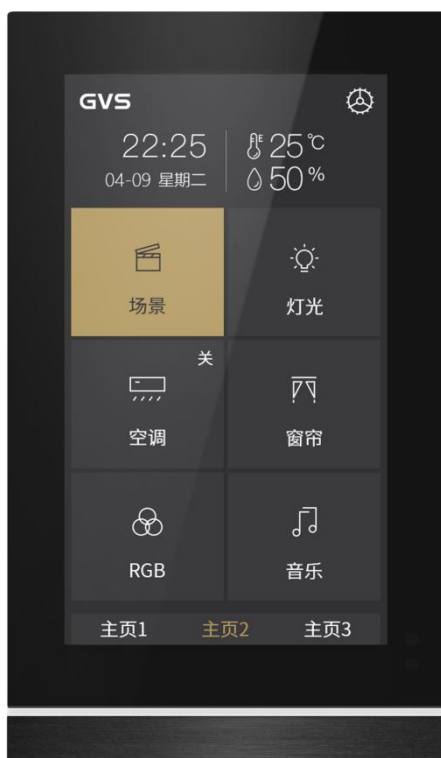 GVS
22:25
04-09 星期二
E 25℃
50%
场景
灯光
关
空调
窗帘
RGB
音乐
主页1 主页2 主页3